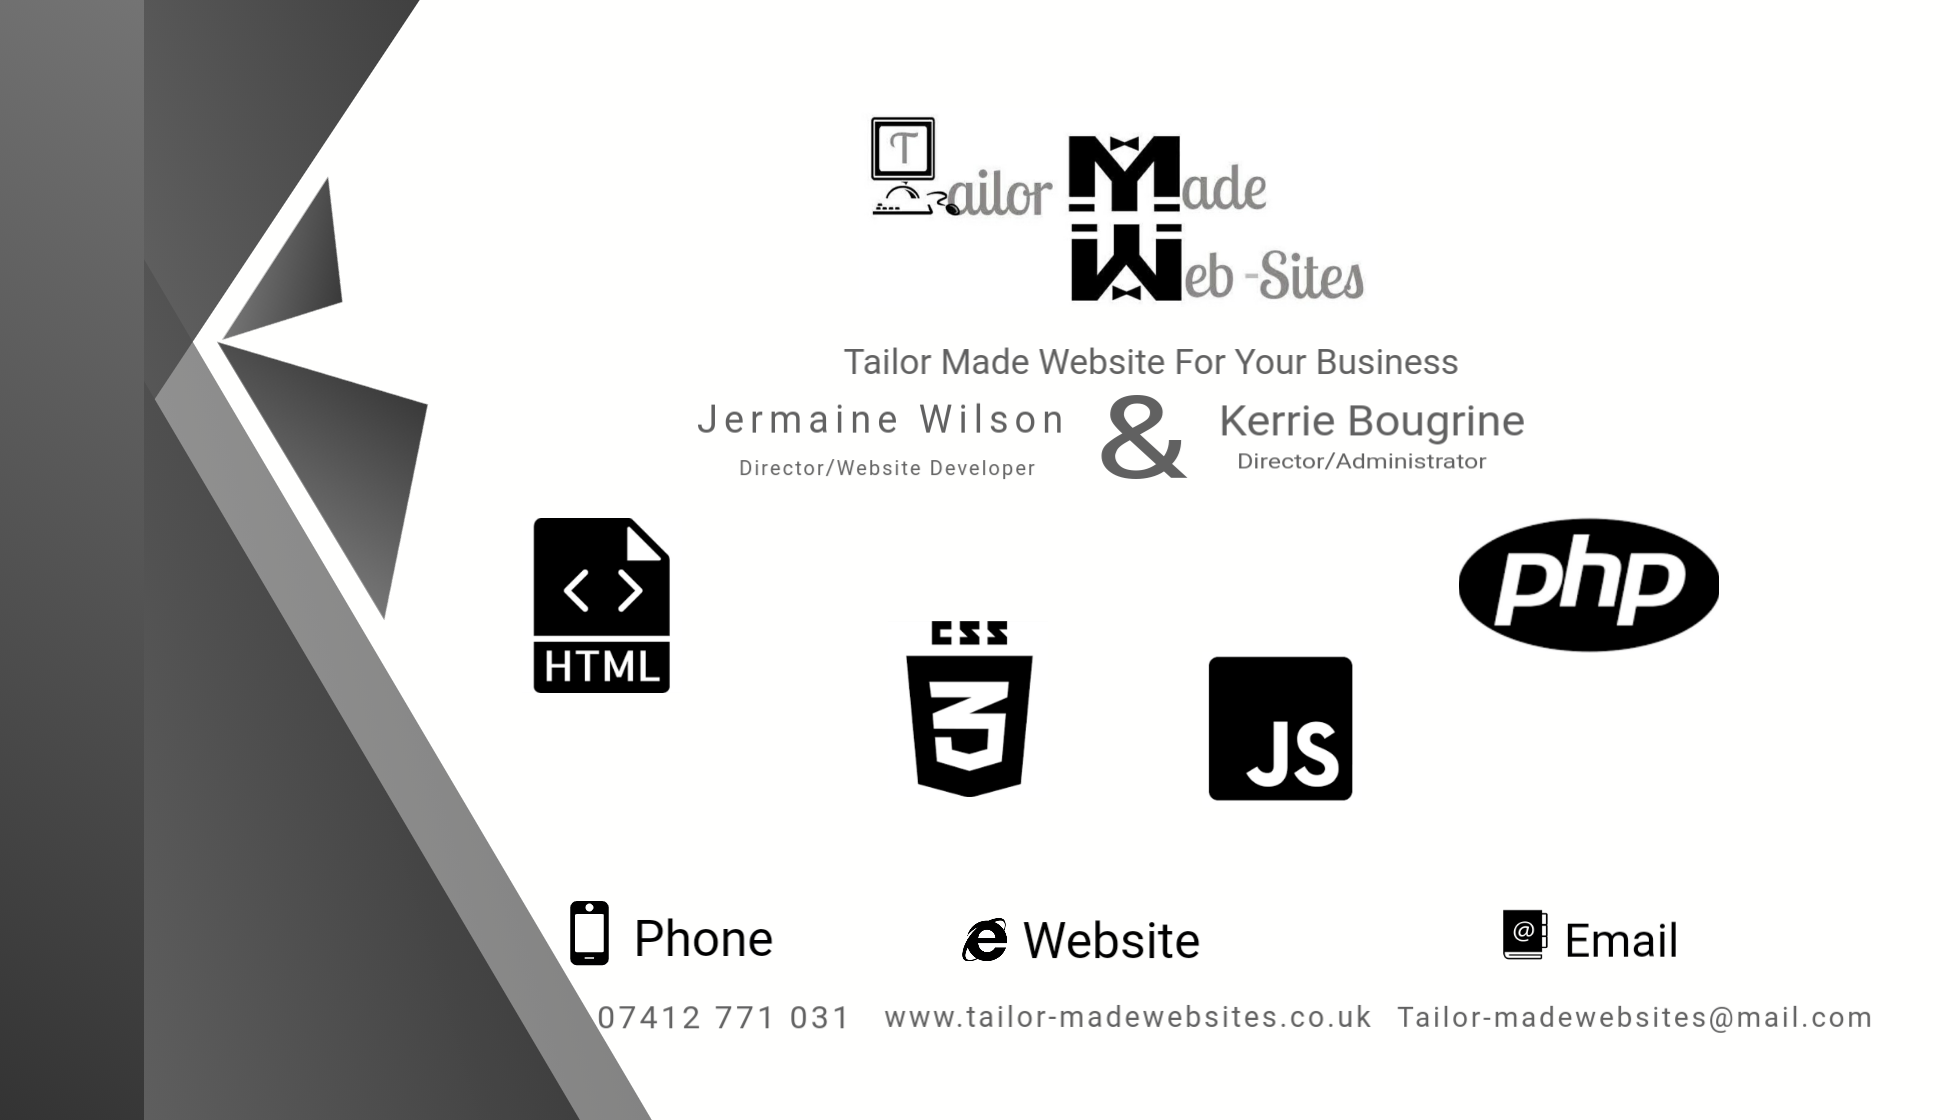 Tailor Made
Web-Sites
Tailor Made Website For Your Business
Jermaine Wilson & Kerrie Bougrine
Director/Website Developer Director/Administrator
HTML
php
CSS
3
JS
Phone Website @ Email
07412 771 031 www.tailor-madewebsites.co.uk Tailor-madewebsites@mail.com